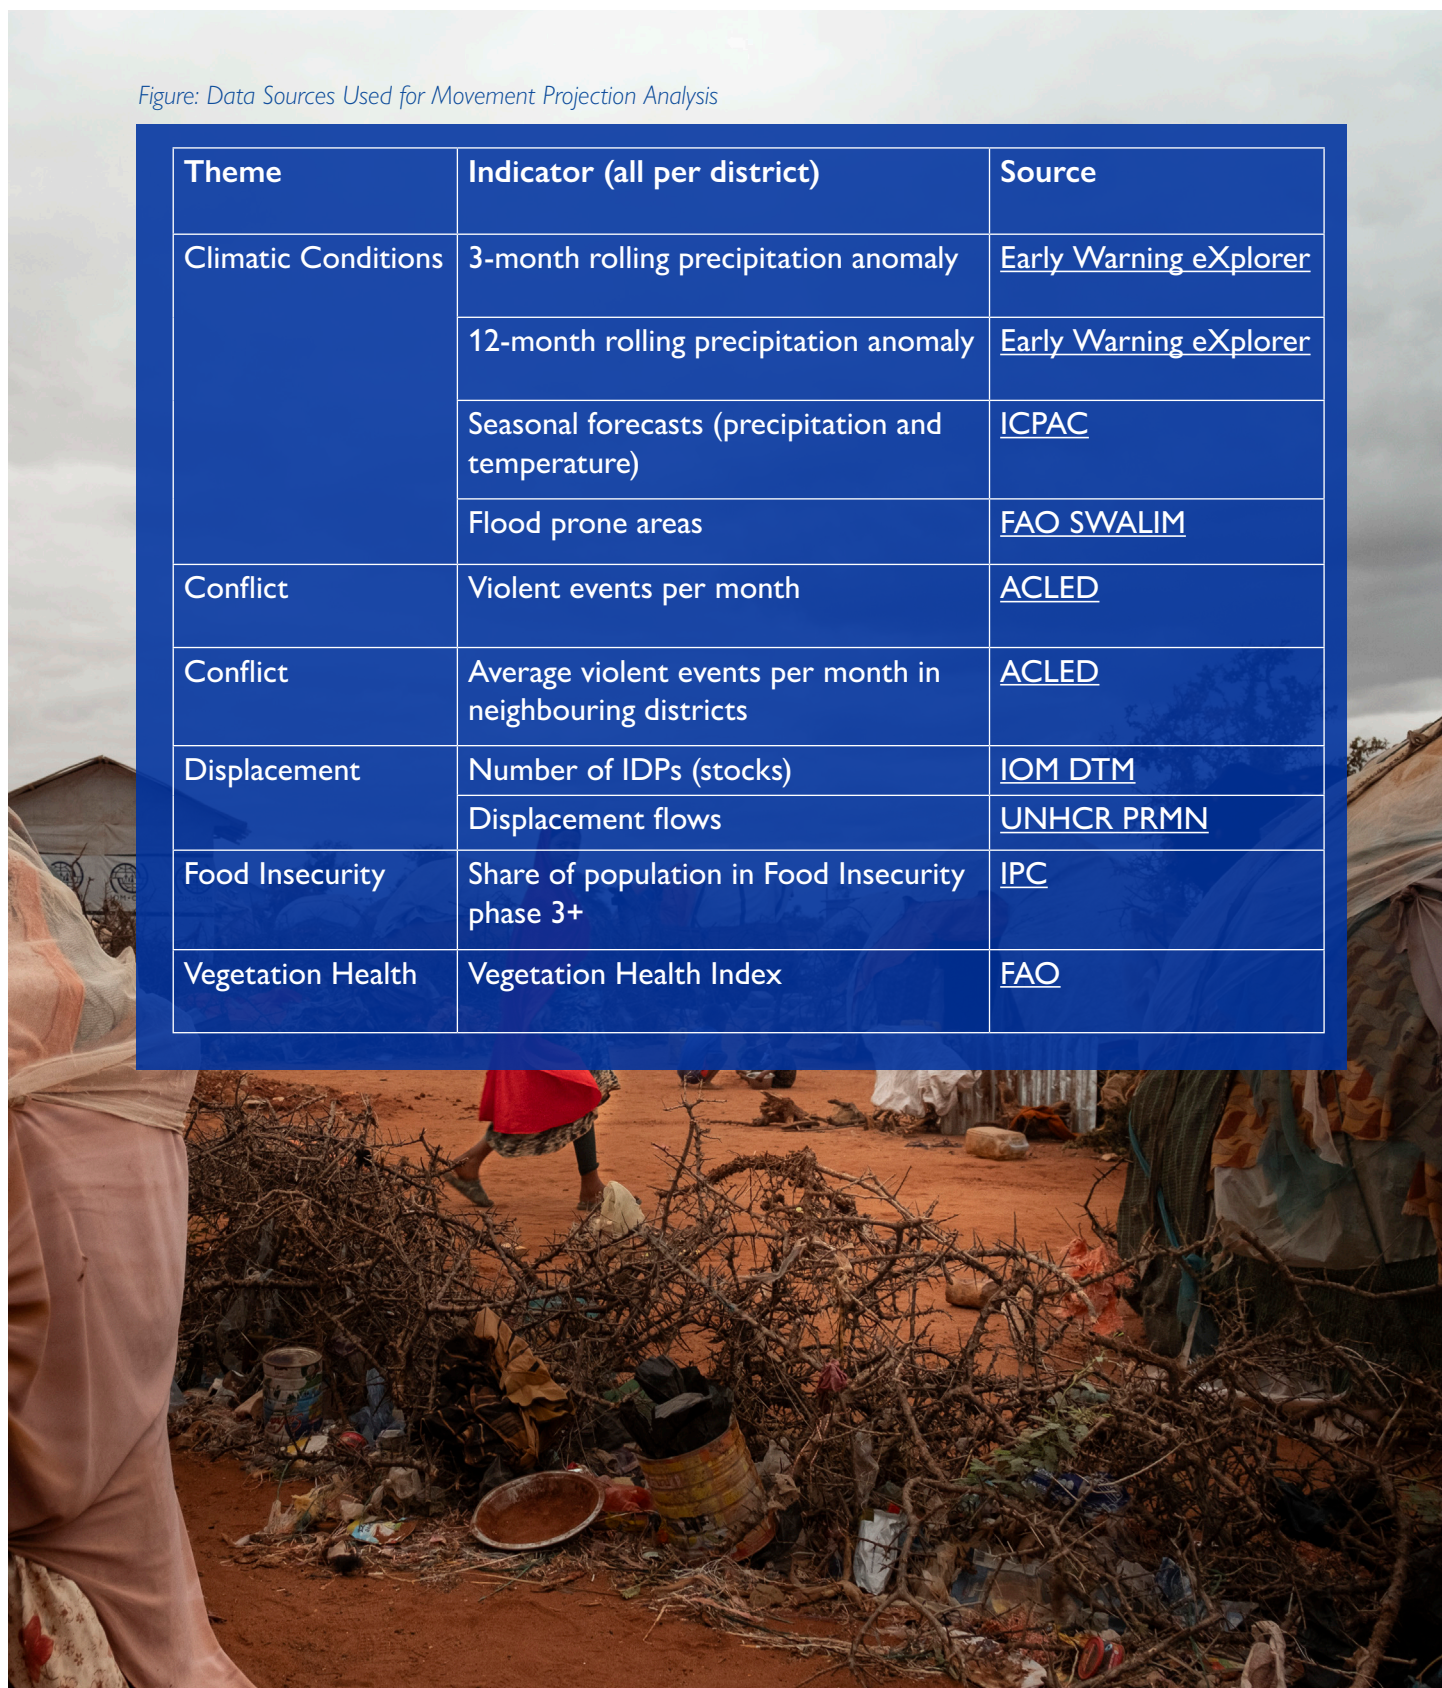 Figure: Data Sources Used for Movement Projection Analysis
Theme
Indicator (all per district)
Source
Climatic Conditions
3-month rolling precipitation anomaly
Early Warning eXplorer
12-month rolling precipitation anomaly
Early Warning eXplorer
Seasonal forecasts (precipitation and
temperature)
ICPAC
Flood prone areas
FAO SWALIM
Conflict
Violent events per month
ACLED
Conflict
Average violent events per month in
neighbouring districts
ACLED
Displacement
Number of IDPs (stocks)
IOM DTM
Displacement flows
UNHCR PRMN
Food Insecurity
Share of population in Food Insecurity
phase 3+
IPC
Vegetation Health
Vegetation Health Index
FAO